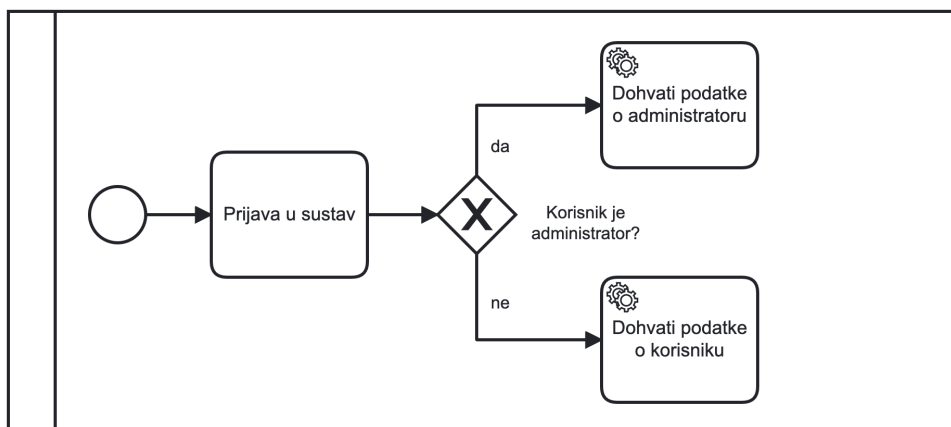 Prijava u sustav
da
Korisnik je
administrator?
ne
Dohvati podatke
o administratoru
Dohvati podatke
o korisniku